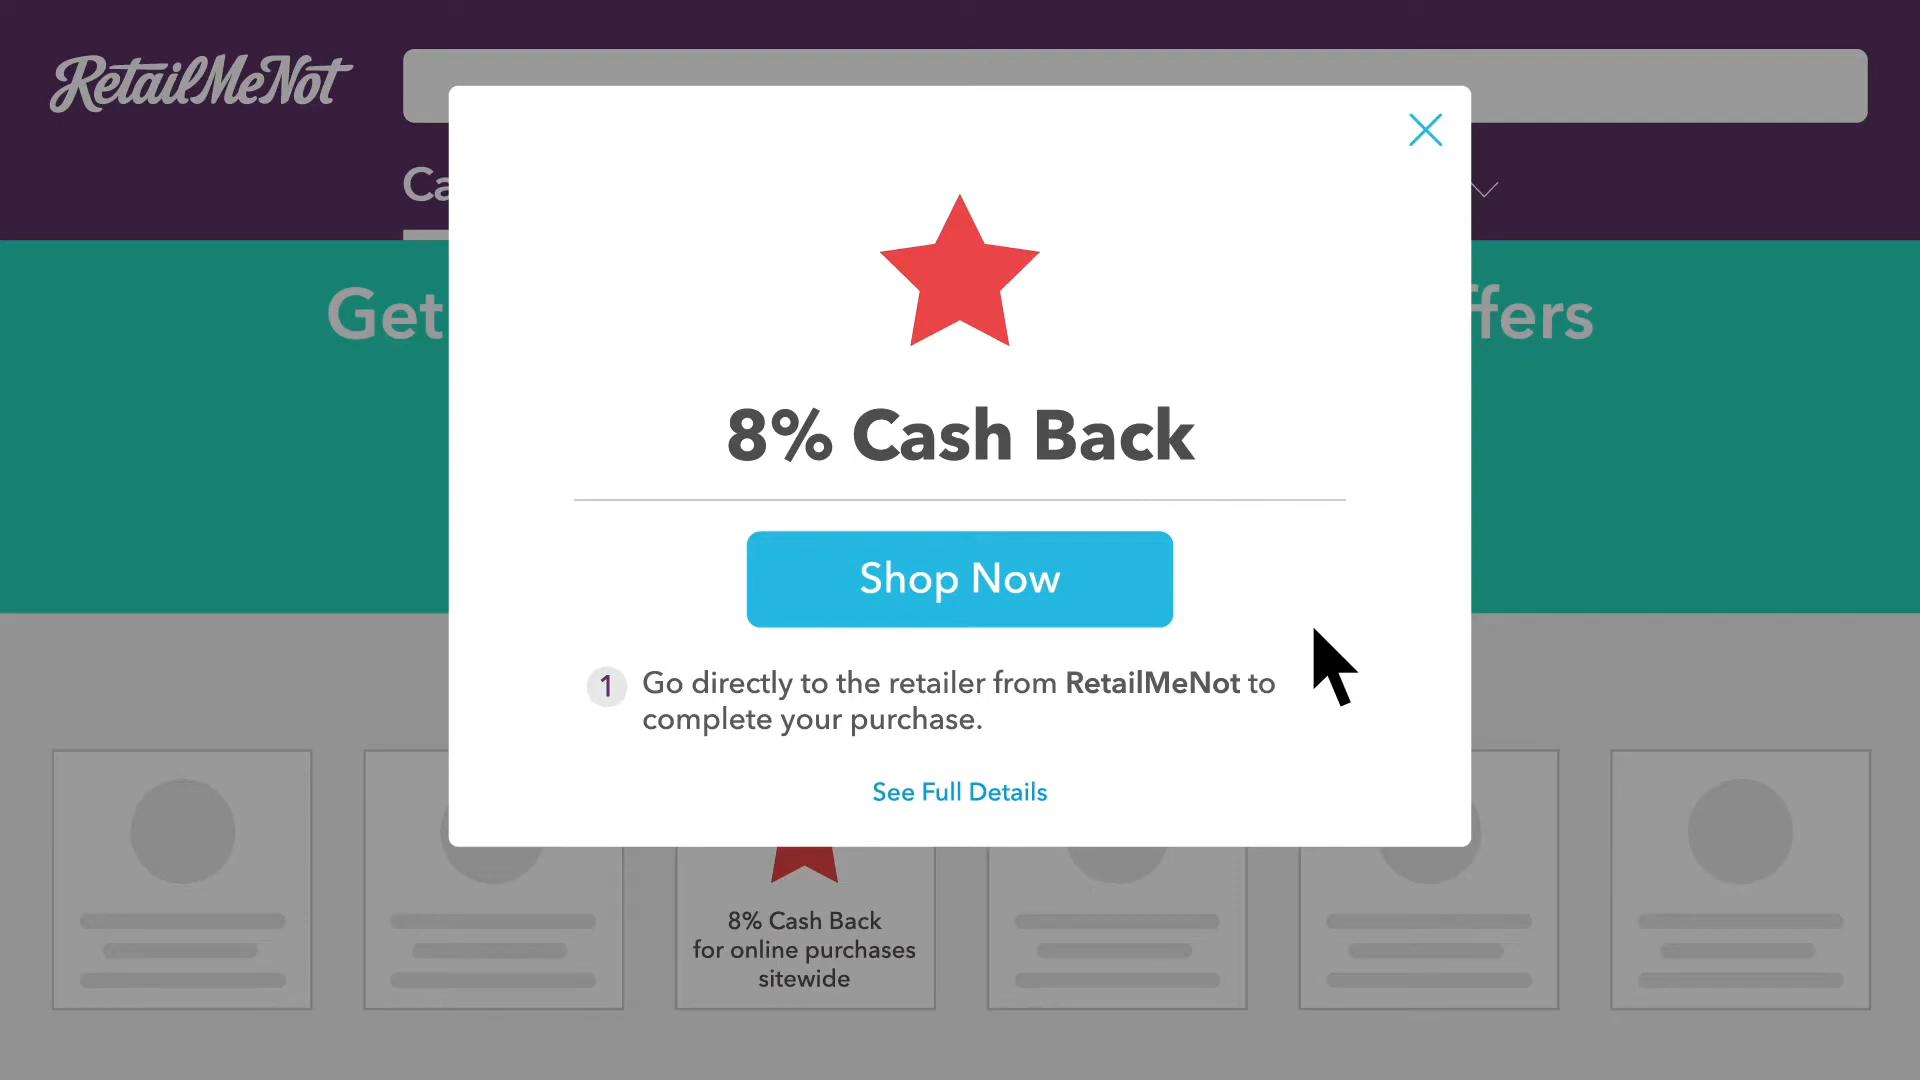 RetailMeNot
Ca
Get
ffers
8% Cash Back
Shop Now
1 Go directly to the retailer from RetailMeNot to
complete your purchase.
See Full Details
8% Cash Back
for online purchases
sitewide